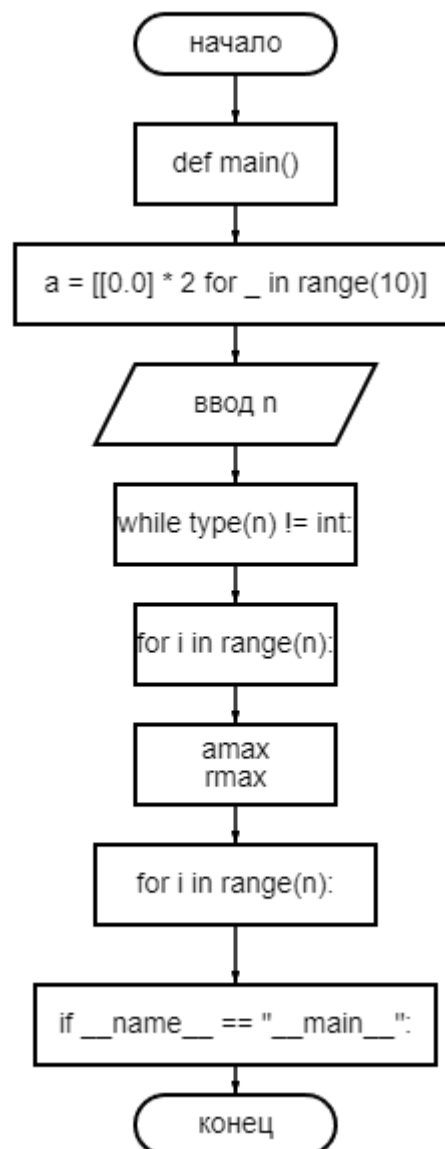 начало
def main()
a = [[0.0] * 2 for _ in range(10)]
ввод n
while type(n) != int:
for i in range(n):
amax
rmax
for i in range(n):
if __name__ == "__main__":
конец